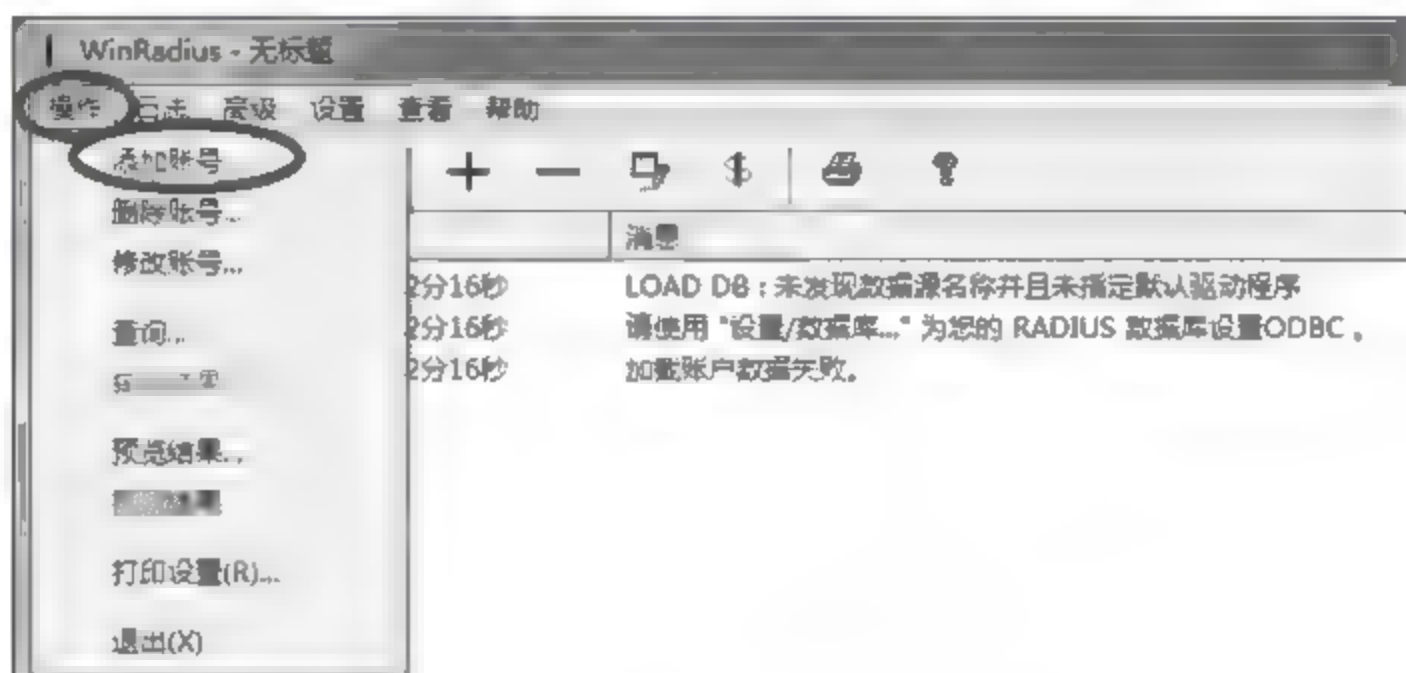 WinRadius - 无标题
操作 日志 高级 设置 查看 帮助
添加账号
删除账号...
修改账号...
查询...
预览结果...
打印设置(R)...
退出(X)
消息
2分16秒 LOAD DB：未发现数据源名称并且未指定默认驱动程序
2分16秒 请使用 "设置/数据库..." 为您的 RADIUS 数据库设置ODBC。
2分16秒 加载账户数据失败。